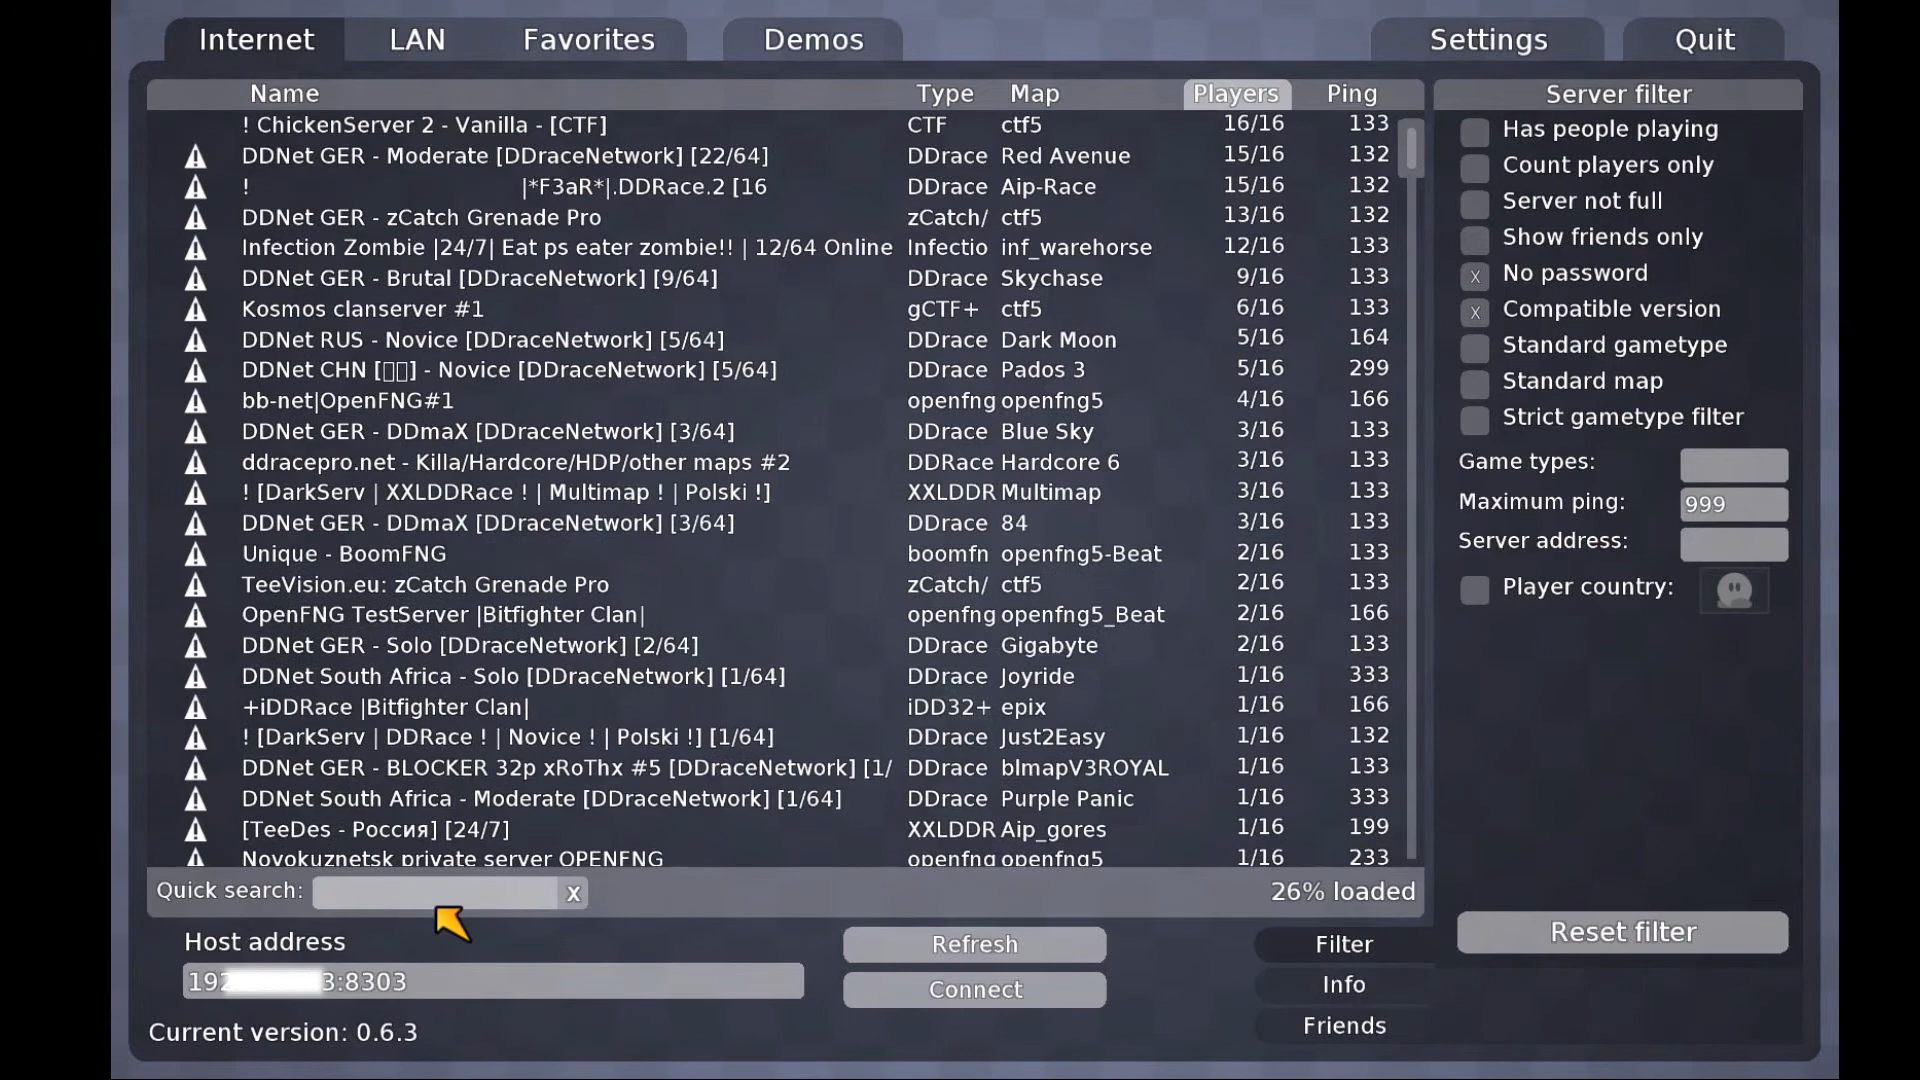 Internet LAN Favorites Demos Settings Quit
Name Type Map Players Ping
! ChickenServer 2 - Vanilla - [CTF] CTF ctf5 16/16 133
DDNet GER - Moderate [DDraceNetwork] [22/64] DDrace Red Avenue 15/16 132
! |*F3aR*|.DDRace.2 [16 DDrace Aip-Race 15/16 132
DDNet GER - zCatch Grenade Pro zCatch/ ctf5 13/16 132
Infection Zombie |24/7| Eat ps eater zombie!! | 12/64 Online Infectio inf_warehorse 12/16 133
DDNet GER - Brutal [DDraceNetwork] [9/64] DDrace Skychase 9/16 133
Kosmos clanserver #1 gCTF+ ctf5 6/16 133
DDNet RUS - Novice [DDraceNetwork] [5/64] DDrace Dark Moon 5/16 164
DDNet CHN [▯▯] - Novice [DDraceNetwork] [5/64] DDrace Pados 3 5/16 299
bb-net|OpenFNG#1 openfng openfng5 4/16 166
DDNet GER - DDmaX [DDraceNetwork] [3/64] DDrace Blue Sky 3/16 133
ddracepro.net - Killa/Hardcore/HDP/other maps #2 DDRace Hardcore 6 3/16 133
! [DarkServ | XXLDDRace ! | Multimap ! | Polski !] XXLDDR Multimap 3/16 133
DDNet GER - DDmaX [DDraceNetwork] [3/64] DDrace 84 3/16 133
Unique - BoomFNG boomfn openfng5-Beat 2/16 133
TeeVision.eu: zCatch Grenade Pro zCatch/ ctf5 2/16 133
OpenFNG TestServer |Bitfighter Clan| openfng openfng5_Beat 2/16 166
DDNet GER - Solo [DDraceNetwork] [2/64] DDrace Gigabyte 2/16 133
DDNet South Africa - Solo [DDraceNetwork] [1/64] DDrace Joyride 1/16 333
+iDDRace |Bitfighter Clan| iDD32+ epix 1/16 166
! [DarkServ | DDRace ! | Novice ! | Polski !] [1/64] DDrace Just2Easy 1/16 132
DDNet GER - BLOCKER 32p xRoThx #5 [DDraceNetwork] [1/ DDrace blmapV3ROYAL 1/16 133
DDNet South Africa - Moderate [DDraceNetwork] [1/64] DDrace Purple Panic 1/16 333
[TeeDes - Россия] [24/7] XXLDDR Aip_gores 1/16 199
Novokuznetsk private server OPENFNG openfng openfng5 1/16 233
Quick search: x 26% loaded
Host address
192 3:8303
Refresh
Connect
Current version: 0.6.3
Filter
Info
Friends
Server filter
Has people playing
Count players only
Server not full
Show friends only
x No password
x Compatible version
Standard gametype
Standard map
Strict gametype filter
Game types:
Maximum ping: 999
Server address:
Player country:
Reset filter